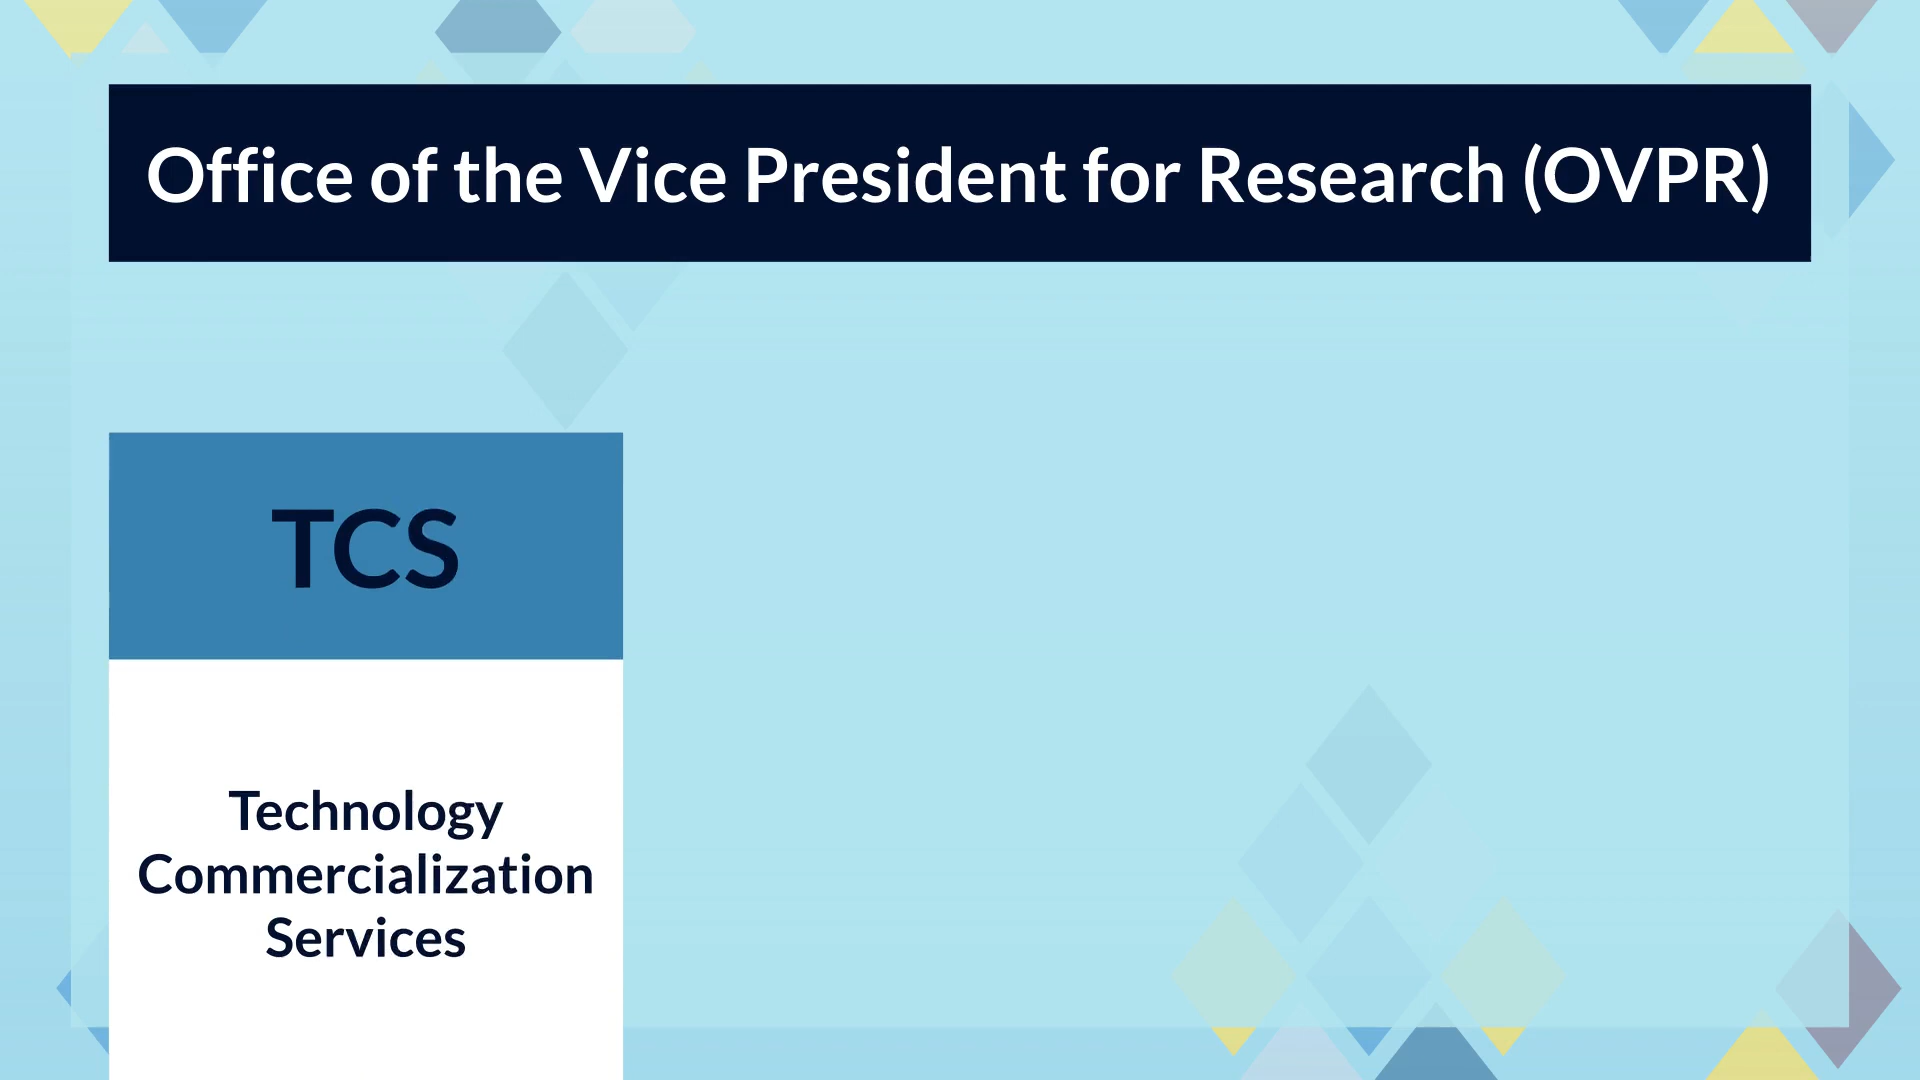 Office of the Vice President for Research (OVPR)
TCS
Technology
Commercialization
Services